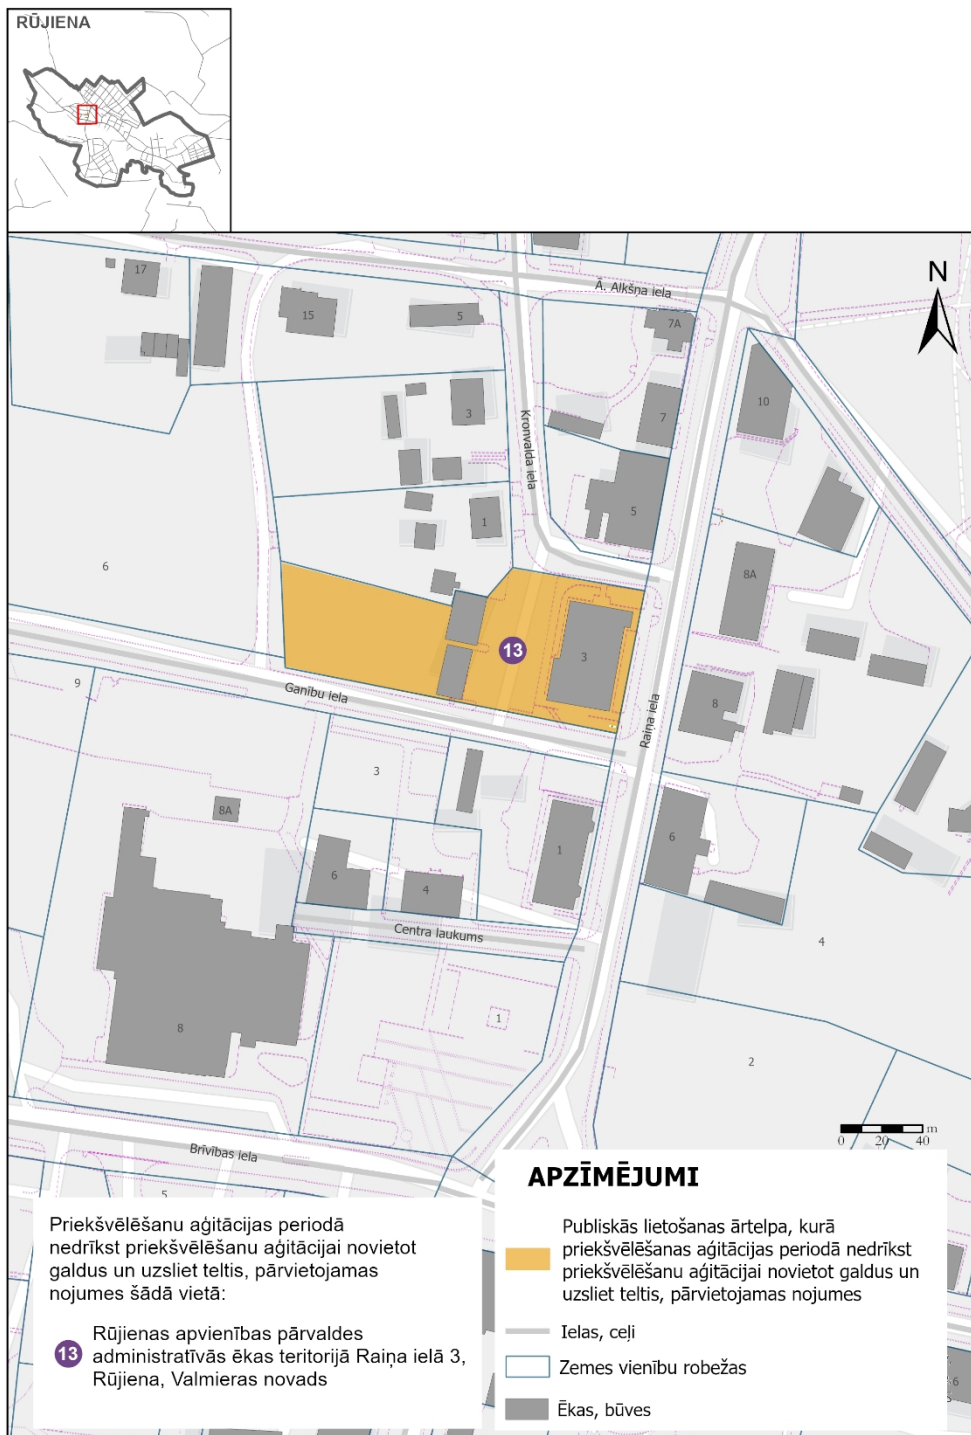 RŪJIENA
N
Ā. Alkšņa iela
17
15
5
7A
3
7
10
Kronvalda iela
1
5
8A
6
13
3
9
Ganību iela
Raiņa iela
8
3
8A
6
4
1
6
Centra laukums
4
8
1
2
m
0 20 40
Brīvības iela
5
6
Priekšvēlēšanu aģitācijas periodā
nedrīkst priekšvēlēšanu aģitācijai novietot
galdus un uzsliet teltis, pārvietojamas
nojumes šādā vietā:
13 Rūjienas apvienības pārvaldes
administratīvās ēkas teritorijā Raiņa ielā 3,
Rūjiena, Valmieras novads
APZĪMĒJUMI
Publiskās lietošanas ārtelpa, kurā
priekšvēlēšanas aģitācijas periodā nedrīkst
priekšvēlēšanu aģitācijai novietot galdus un
uzsliet teltis, pārvietojamas nojumes
Ielas, ceļi
Zemes vienību robežas
Ēkas, būves